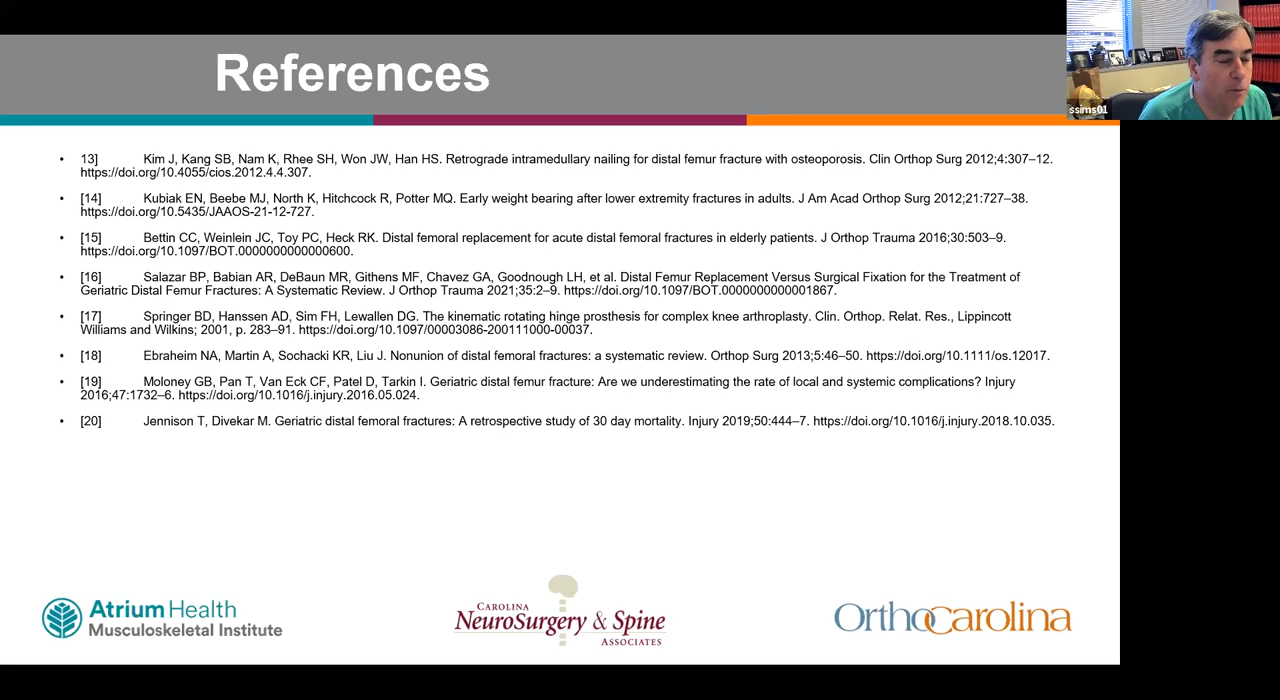 References
ssims01
• 13] Kim J, Kang SB, Nam K, Rhee SH, Won JW, Han HS. Retrograde intramedullary nailing for distal femur fracture with osteoporosis. Clin Orthop Surg 2012;4:307–12.
https://doi.org/10.4055/cios.2012.4.4.307.
• [14] Kubiak EN, Beebe MJ, North K, Hitchcock R, Potter MQ. Early weight bearing after lower extremity fractures in adults. J Am Acad Orthop Surg 2012;21:727–38.
https://doi.org/10.5435/JAAOS-21-12-727.
• [15] Bettin CC, Weinlein JC, Toy PC, Heck RK. Distal femoral replacement for acute distal femoral fractures in elderly patients. J Orthop Trauma 2016;30:503–9.
https://doi.org/10.1097/BOT.0000000000000600.
• [16] Salazar BP, Babian AR, DeBaun MR, Githens MF, Chavez GA, Goodnough LH, et al. Distal Femur Replacement Versus Surgical Fixation for the Treatment of
Geriatric Distal Femur Fractures: A Systematic Review. J Orthop Trauma 2021;35:2–9. https://doi.org/10.1097/BOT.0000000000001867.
• [17] Springer BD, Hanssen AD, Sim FH, Lewallen DG. The kinematic rotating hinge prosthesis for complex knee arthroplasty. Clin. Orthop. Relat. Res., Lippincott
Williams and Wilkins; 2001, p. 283–91. https://doi.org/10.1097/00003086-200111000-00037.
• [18] Ebraheim NA, Martin A, Sochacki KR, Liu J. Nonunion of distal femoral fractures: a systematic review. Orthop Surg 2013;5:46–50. https://doi.org/10.1111/os.12017.
• [19] Moloney GB, Pan T, Van Eck CF, Patel D, Tarkin I. Geriatric distal femur fracture: Are we underestimating the rate of local and systemic complications? Injury
2016;47:1732–6. https://doi.org/10.1016/j.injury.2016.05.024.
• [20] Jennison T, Divekar M. Geriatric distal femoral fractures: A retrospective study of 30 day mortality. Injury 2019;50:444–7. https://doi.org/10.1016/j.injury.2018.10.035.
Atrium Health
Musculoskeletal Institute
CAROLINA
NEUROSURGERY & SPINE
ASSOCIATES
OrthoCarolina